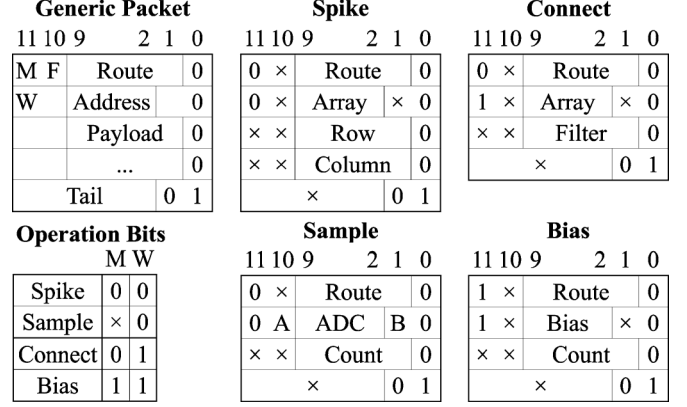 Generic Packet
11 10 9 2 1 0
M F Route 0
W Address 0
Payload 0
... 0
Tail 0 1
Spike
11 10 9 2 1 0
0 × Route 0
0 × Array × 0
× × Row 0
× × Column 0
× 0 1
Connect
11 10 9 2 1 0
0 × Route 0
1 × Array × 0
× × Filter 0
× 0 1
Operation Bits
M W
Spike 0 0
Sample × 0
Connect 0 1
Bias 1 1
Sample
11 10 9 2 1 0
0 × Route 0
0 A ADC B 0
× × Count 0
× 0 1
Bias
11 10 9 2 1 0
1 × Route 0
1 × Bias × 0
× × Count 0
× 0 1